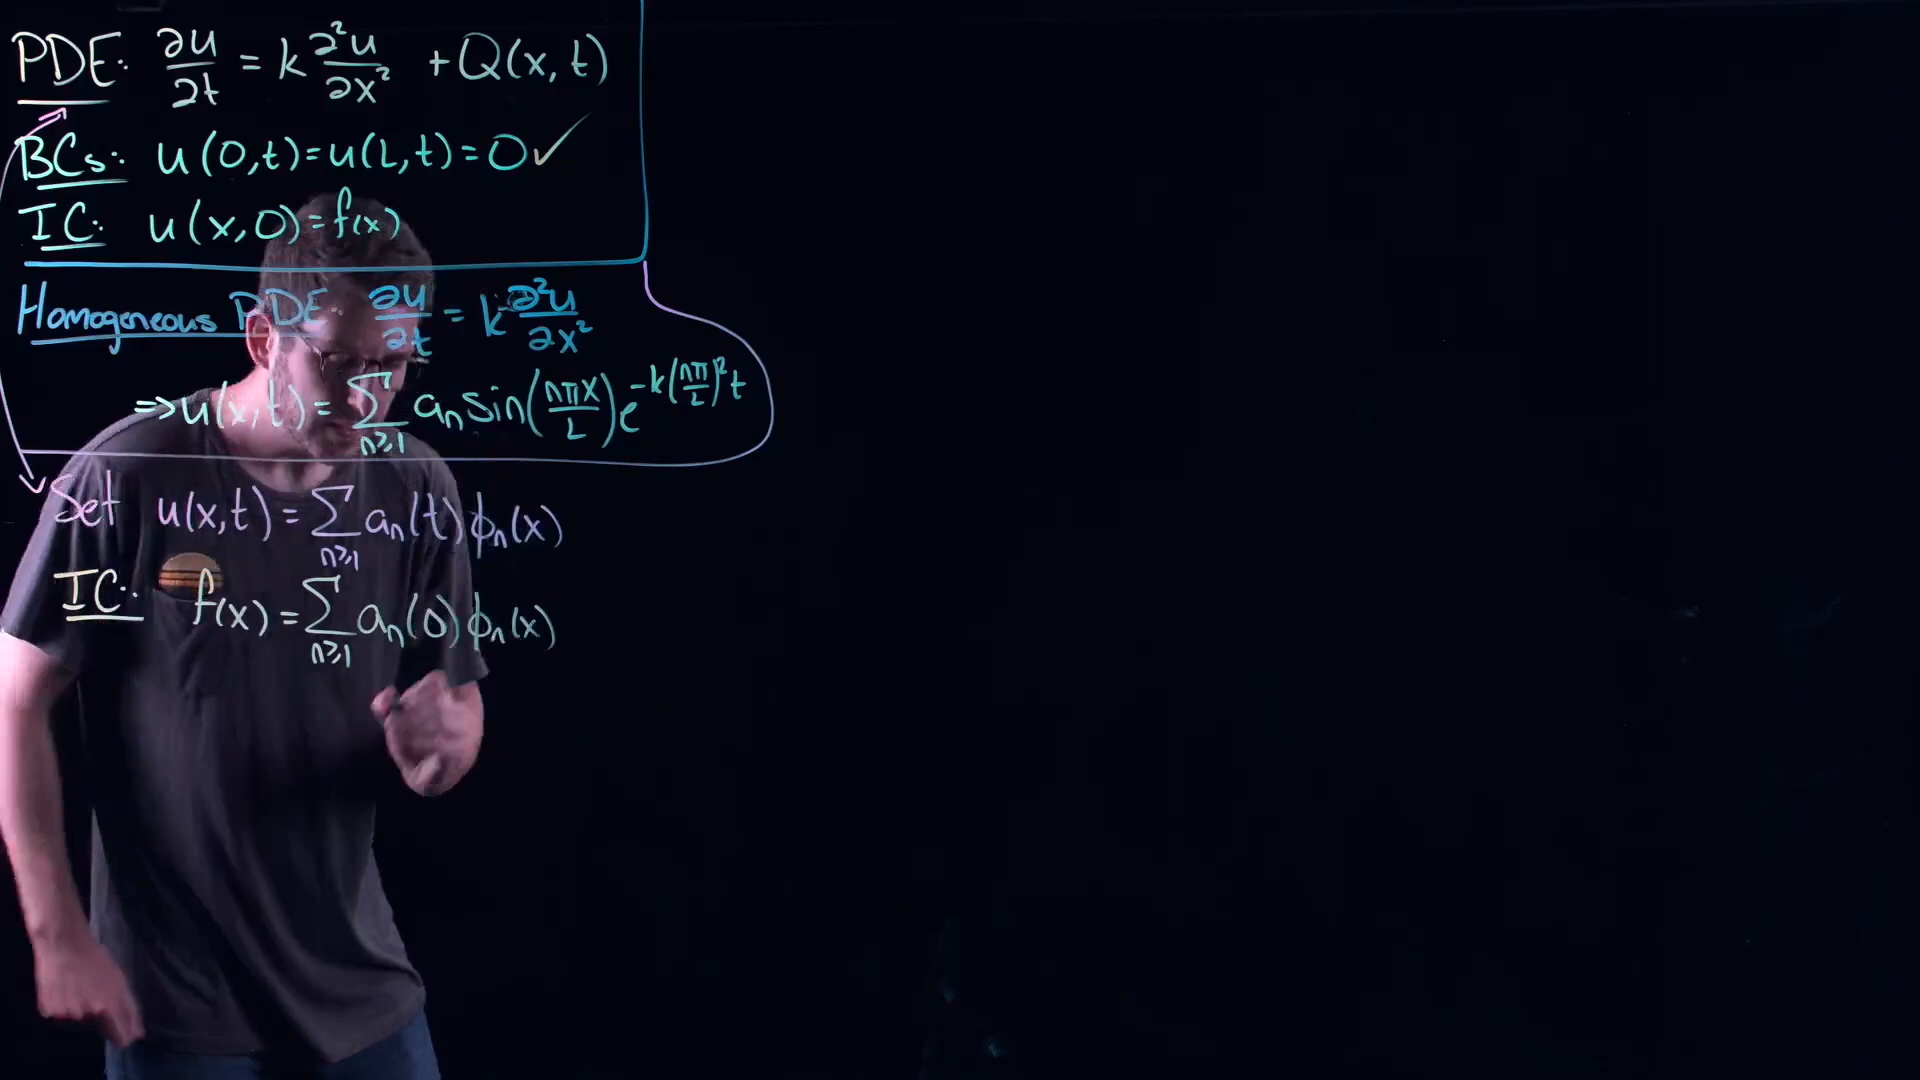 PDE: ∂u/∂t = k ∂²u/∂x² + Q(x,t)
BCs: u(0,t)=u(L,t)=0 ✓
IC: u(x,0)=f(x)
Homogeneous PDE: ∂u/∂t = k ∂²u/∂x²
⇒ u(x,t) = ∑_{n≥1} a_n sin(nπx/L) e^{-k(nπ/L)²t}
Set u(x,t) = ∑_{n≥1} a_n(t) ϕ_n(x)
IC: f(x) = ∑_{n≥1} a_n(0) ϕ_n(x)